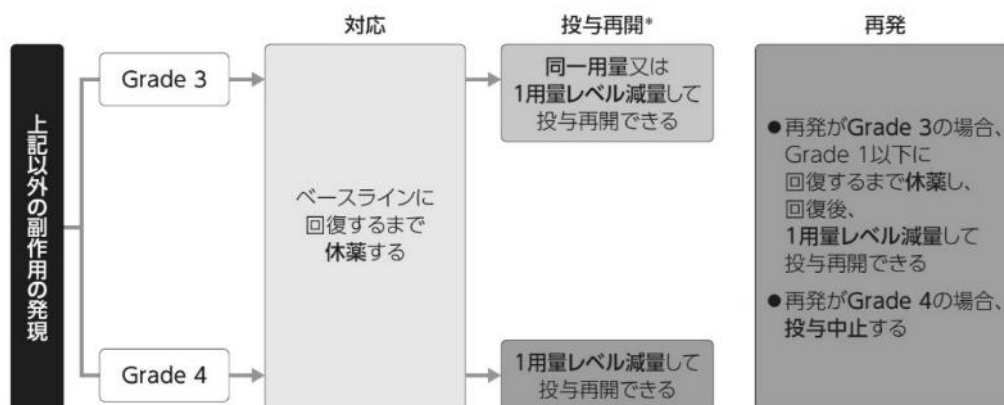 対応
投与再開*
再発
上記以外の副作用の発現
Grade 3
ベースラインに
回復するまで
休薬する
同一用量又は
1用量レベル減量して
投与再開できる
●再発がGrade 3の場合、
Grade 1以下に
回復するまで休薬し、
回復後、
1用量レベル減量して
投与再開できる
●再発がGrade 4の場合、
投与中止する
Grade 4
1用量レベル減量して
投与再開できる